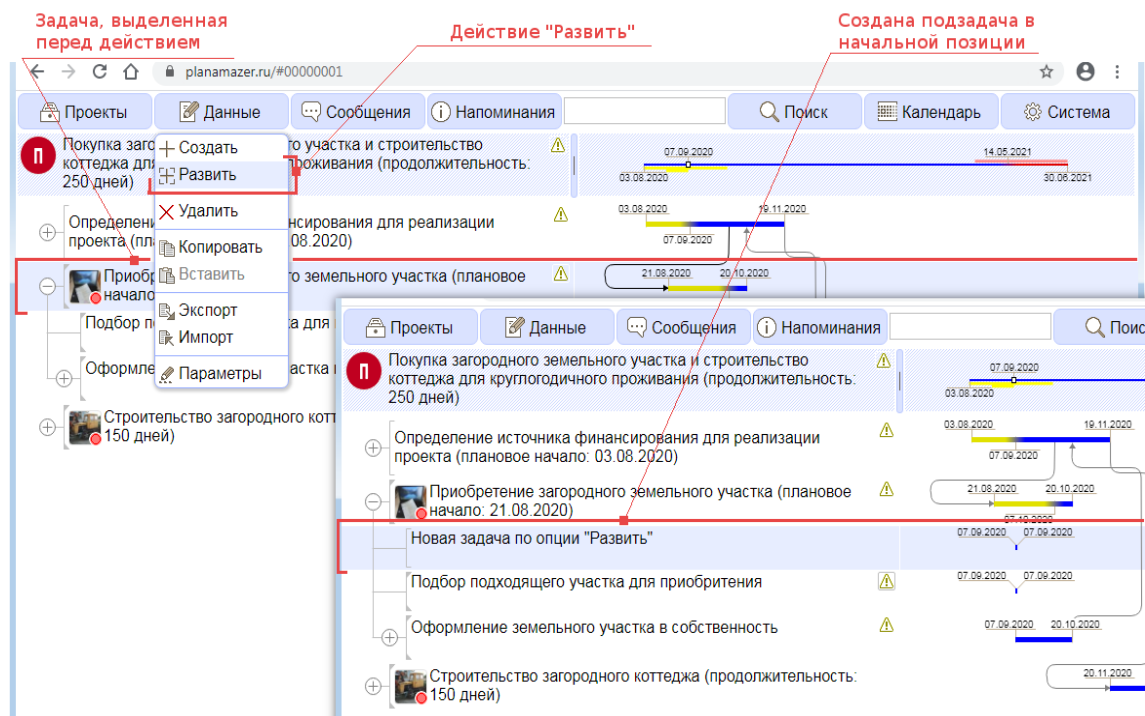 Задача, выделенная
перед действием
Действие "Развить"
Создана подзадача в
начальной позиции
planamazer.ru/#00000001
Проекты
Данные
Сообщения
Напоминания
Поиск
Календарь
Система
П
Покупка заго
го участка и строительство
коттеджа для
проживания (продолжительность:
250 дней)
Создать
Развить
Удалить
Копировать
Вставить
Экспорт
Импорт
Параметры
07.09.2020
14.05.2021
03.08.2020
30.06.2021
Определени
нсирования для реализации
проекта (пл
08.2020)
03.08.2020
19.11.2020
07.09.2020
Приобр
о земельного участка (плановое
начало
21.08.2020
20.10.2020
Подбор п
ка для
Оформле
астка
Строит
150 дней)
ельство загородного котт
Проекты
Данные
Сообщения
Напоминания
Поис
П
Покупка загородного земельного участка и строительство
коттеджа для круглогодичного проживания (продолжительность:
250 дней)
07.09.2020
03.08.2020
Определение источника финансирования для реализации
проекта (плановое начало: 03.08.2020)
03.08.2020
19.11.2020
07.09.2020
Приобретение загородного земельного участка (плановое
начало: 21.08.2020)
21.08.2020
20.10.2020
07.10.2020
Новая задача по опции "Развить"
07.09.2020
07.09.2020
Подбор подходящего участка для приобритения
07.09.2020
07.09.2020
Оформление земельного участка в собственность
07.09.2020
20.10.2020
Строительство загородного коттеджа (продолжительность:
150 дней)
20.11.2020